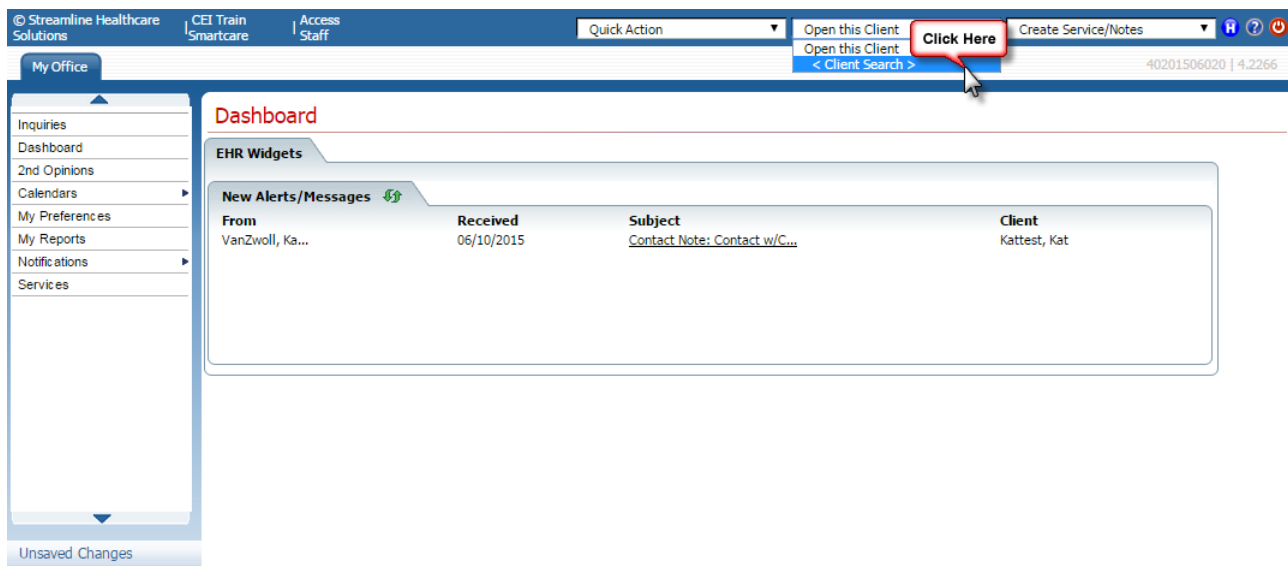 © Streamline Healthcare Solutions | CEI Train Smartcare | Access Staff
Quick Action
Open this Client
Create Service/Notes
H ?
Open this Client
< Client Search >
Click Here
My Office
40201506020 | 4.2266
Inquiries
Dashboard
2nd Opinions
Calendars
My Preferences
My Reports
Notifications
Services
Unsaved Changes
Dashboard
EHR Widgets
New Alerts/Messages
From Received Subject Client
VanZwoll, Ka... 06/10/2015 Contact Note: Contact w/C... Kattest, Kat